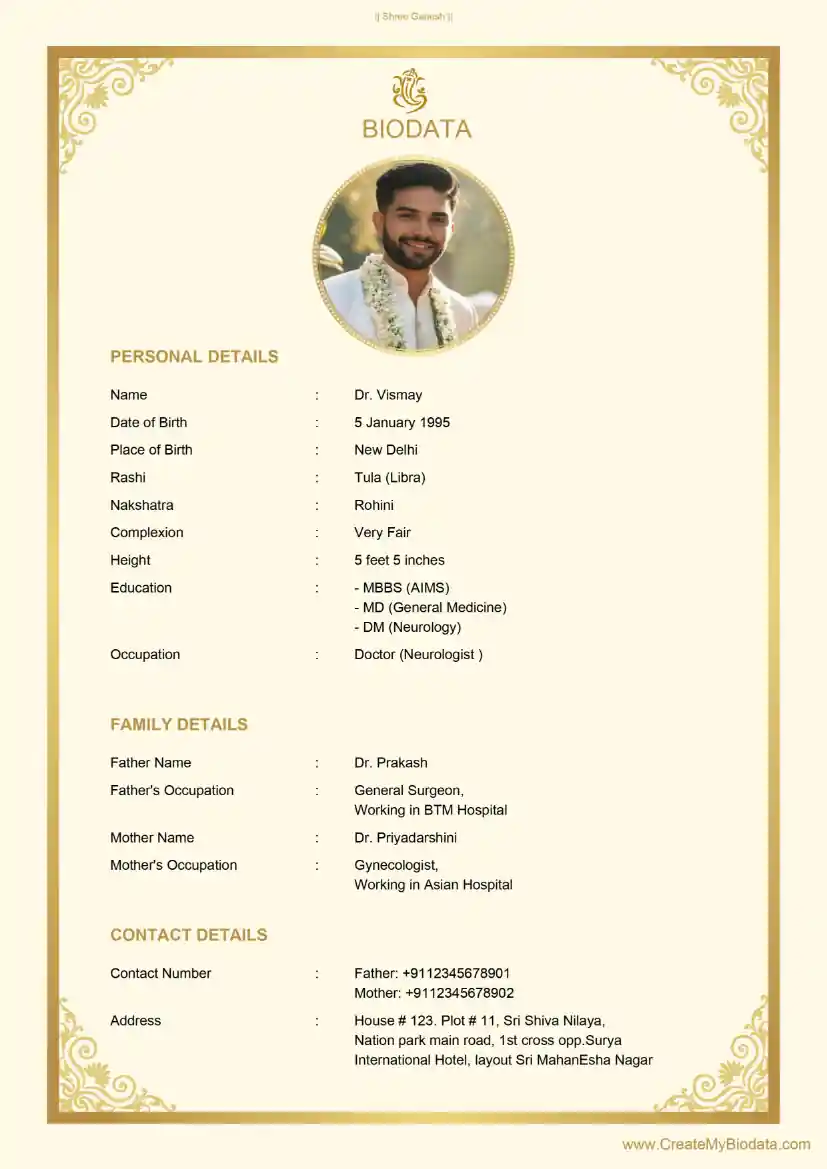 || Shree Ganesh ||
BIODATA
PERSONAL DETAILS
Name : Dr. Vismay
Date of Birth : 5 January 1995
Place of Birth : New Delhi
Rashi : Tula (Libra)
Nakshatra : Rohini
Complexion : Very Fair
Height : 5 feet 5 inches
Education : - MBBS (AIMS)
- MD (General Medicine)
- DM (Neurology)
Occupation : Doctor (Neurologist )
FAMILY DETAILS
Father Name : Dr. Prakash
Father's Occupation : General Surgeon,
Working in BTM Hospital
Mother Name : Dr. Priyadarshini
Mother's Occupation : Gynecologist,
Working in Asian Hospital
CONTACT DETAILS
Contact Number : Father: +9112345678901
Mother: +9112345678902
Address : House # 123. Plot # 11, Sri Shiva Nilaya,
Nation park main road, 1st cross opp.Surya
International Hotel, layout Sri MahanEsha Nagar
www.CreateMyBiodata.com